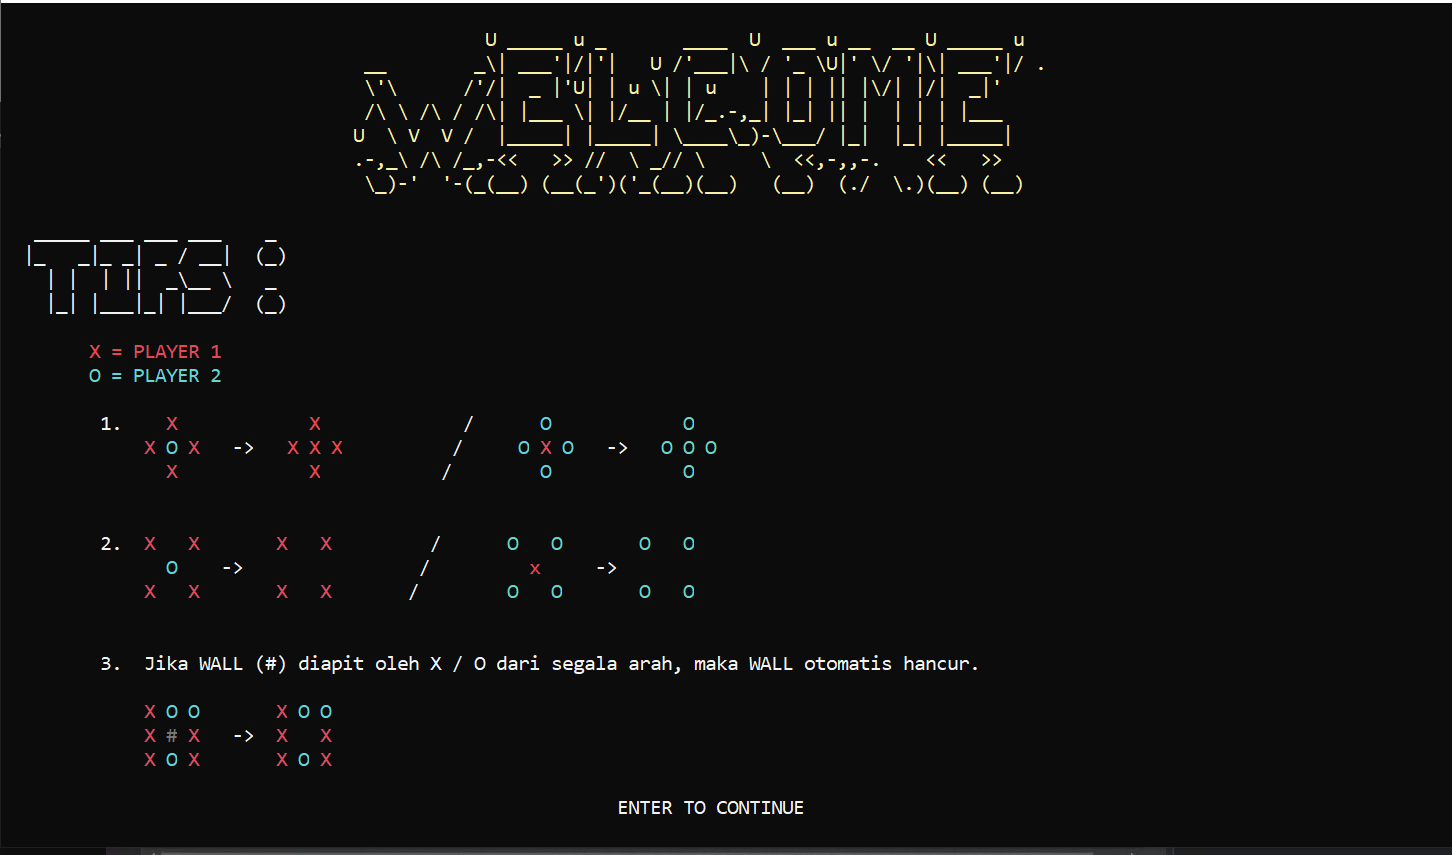 WELCOME
TIPS :
X = PLAYER 1
O = PLAYER 2
1. X X / O O
X O X -> X X X / O X O -> O O O
X X / O O
2. X X X X / O O O O
O -> / x ->
X X X X / O O O O
3. Jika WALL (#) diapit oleh X / O dari segala arah, maka WALL otomatis hancur.
X O O X O O
X # X -> X X
X O X X O X
ENTER TO CONTINUE